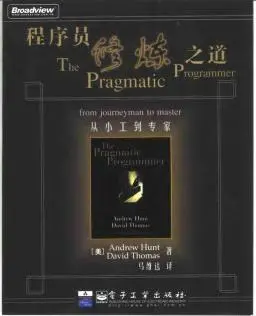 Broadview
程序员修炼之道
The Pragmatic Programmer
from journeyman to master
从小工到专家
The
Pragmatic
Programmer
Andrew Hunt
David Thomas
[美] Andrew Hunt
David Thomas 著
马维达 译
电子工业出版社